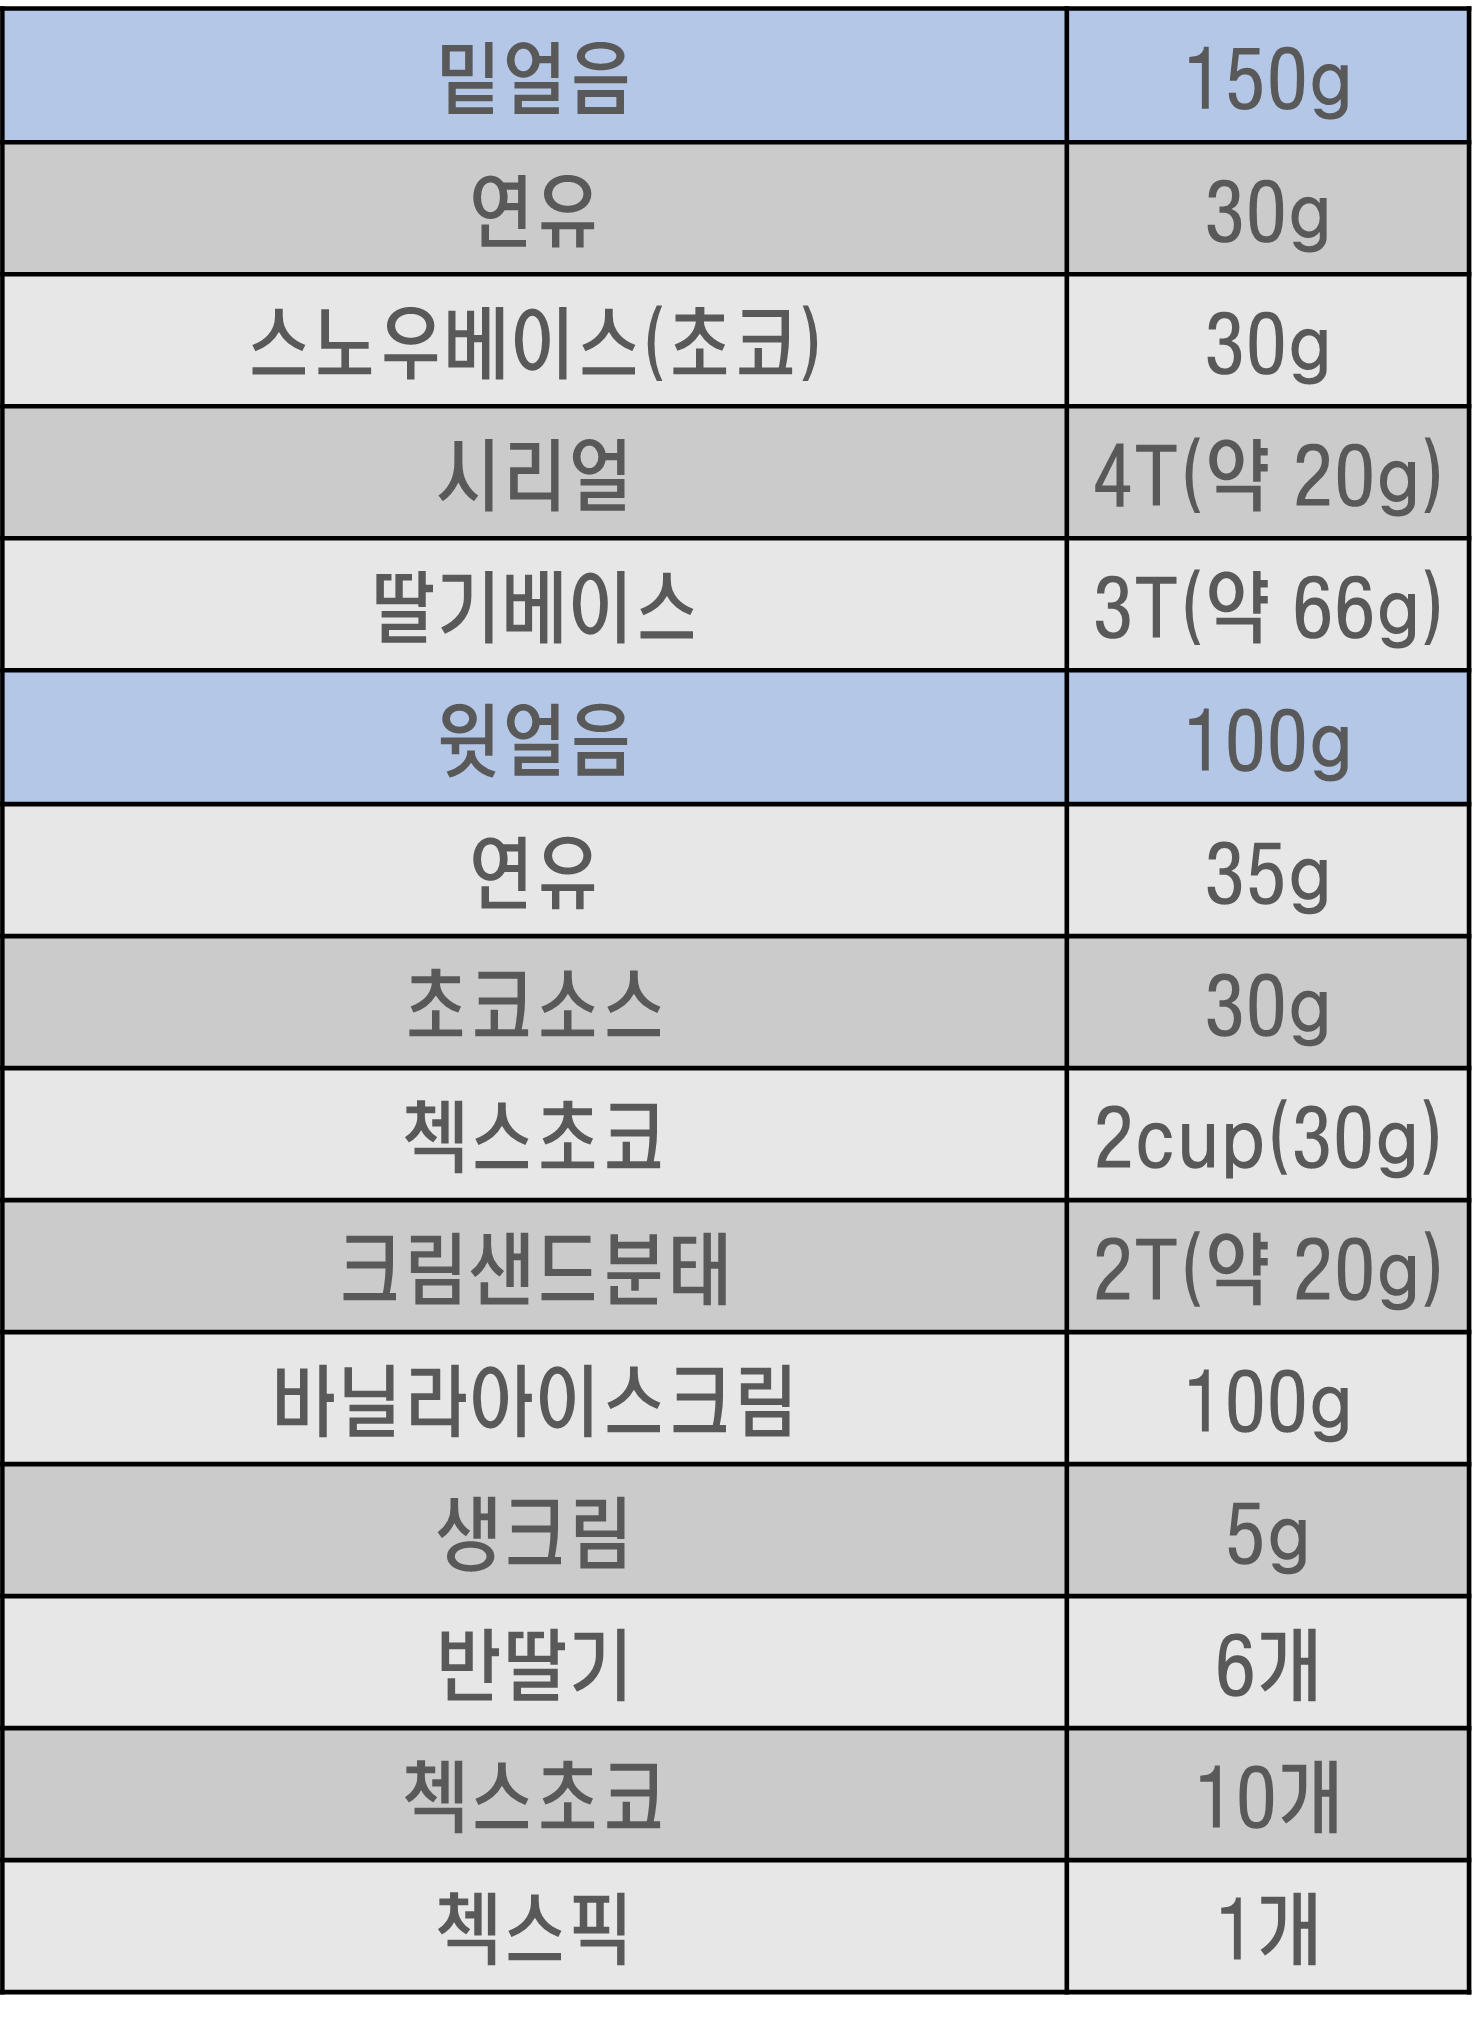 밑얼음 150g
연유 30g
스노우베이스(초코) 30g
시리얼 4T(약 20g)
딸기베이스 3T(약 66g)
윗얼음 100g
연유 35g
초코소스 30g
첵스초코 2cup(30g)
크림샌드분태 2T(약 20g)
바닐라아이스크림 100g
생크림 5g
반딸기 6개
첵스초코 10개
첵스픽 1개